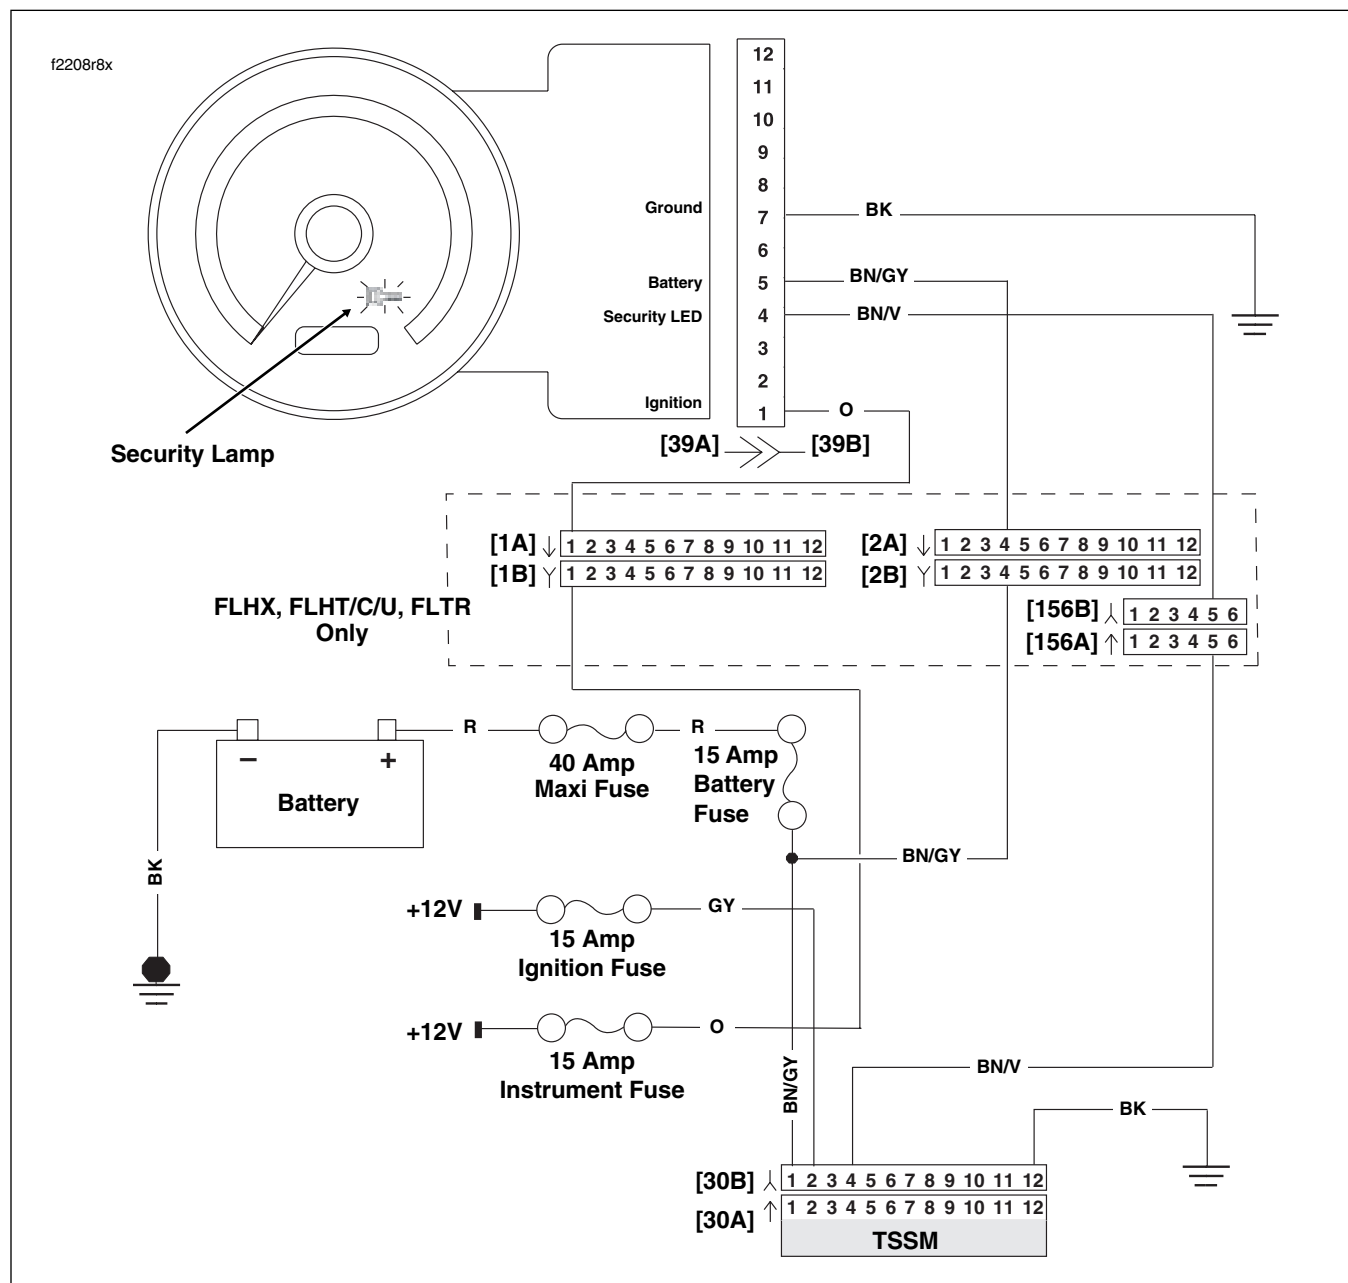 f2208r8x
12
11
10
9
8
Ground
7
BK
6
Battery
5
BN/GY
Security LED
4
BN/V
3
2
Ignition
1
O
[39A]
[39B]
Security Lamp
[1A]
1 2 3 4 5 6 7 8 9 10 11 12
[1B]
1 2 3 4 5 6 7 8 9 10 11 12
[2A]
1 2 3 4 5 6 7 8 9 10 11 12
[2B]
1 2 3 4 5 6 7 8 9 10 11 12
FLHX, FLHT/C/U, FLTR
Only
[156B]
1 2 3 4 5 6
[156A]
1 2 3 4 5 6
R
R
− +
Battery
40 Amp
Maxi Fuse
15 Amp
Battery
Fuse
BK
BN/GY
+12V
GY
15 Amp
Ignition Fuse
+12V
O
15 Amp
Instrument Fuse
BN/GY
BN/V
BK
[30B]
1 2 3 4 5 6 7 8 9 10 11 12
[30A]
1 2 3 4 5 6 7 8 9 10 11 12
TSSM